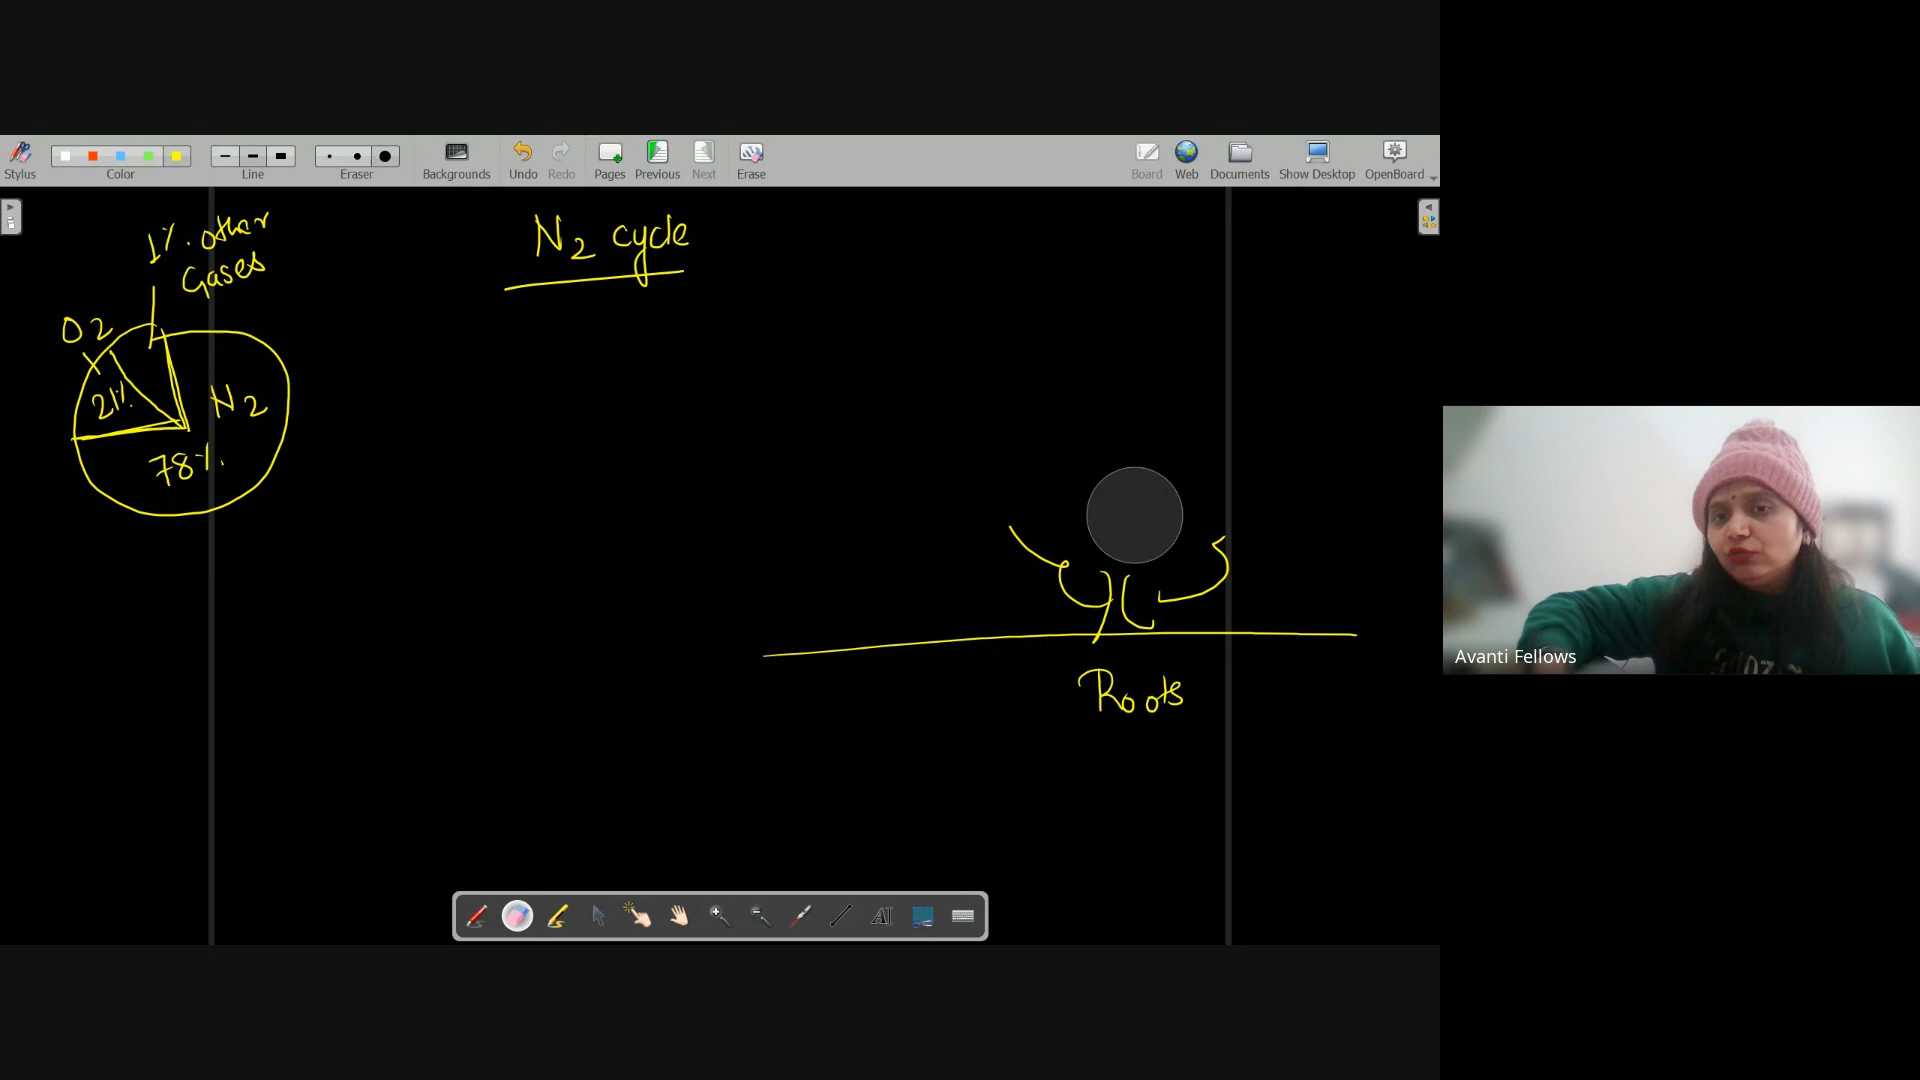 Stylus
Color
Line
Eraser
Backgrounds
Undo
Redo
Pages
Previous
Next
Erase
Board
Web
Documents
Show Desktop
OpenBoard
1%. other
Gases
N2 cycle
O2
21%.
N2
78%.
Roots
Avanti Fellows